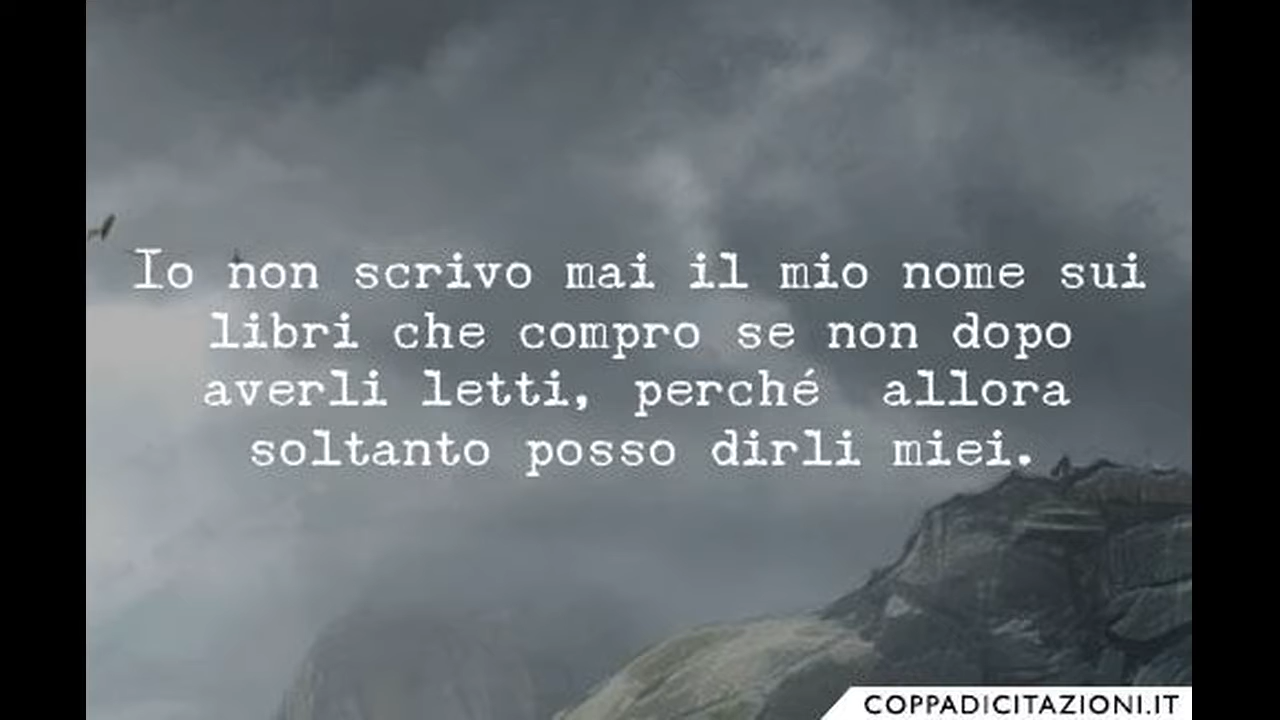 Io non scrivo mai il mio nome sui
libri che compro se non dopo
averli letti, perché  allora
soltanto posso dirli miei.
COPPADICITAZIONI.IT